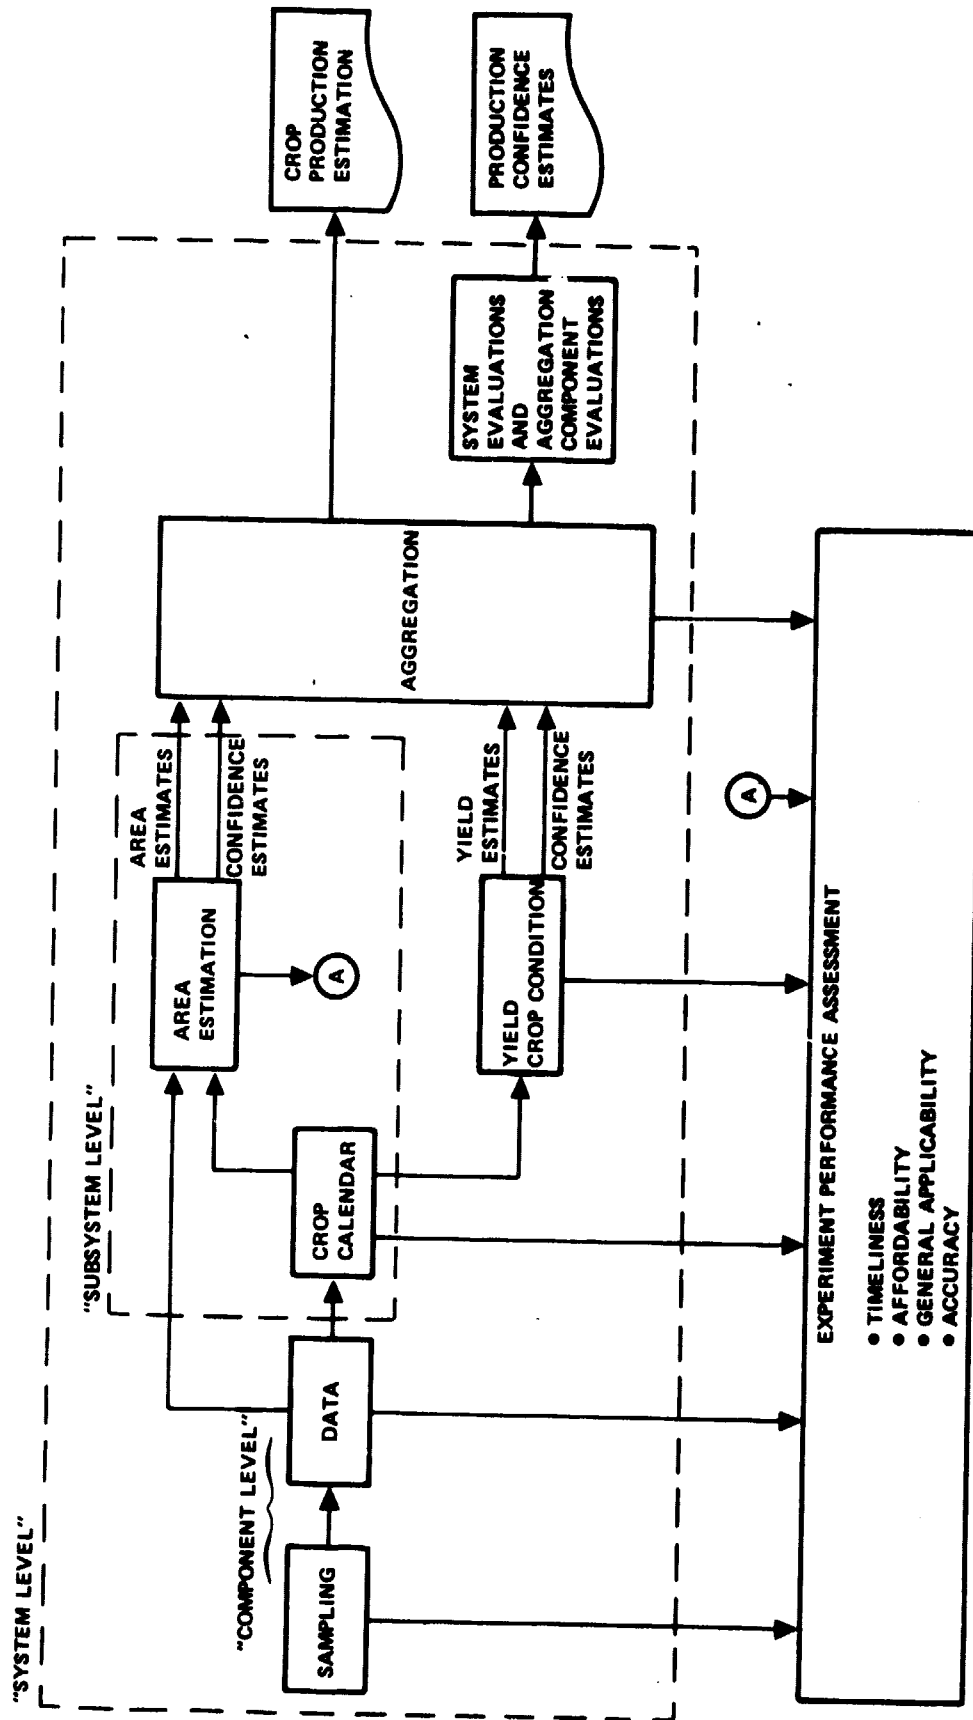 "SYSTEM LEVEL"
"COMPONENT LEVEL"
"SUBSYSTEM LEVEL"
SAMPLING
DATA
CROP
CALENDAR
AREA
ESTIMATION
A
AREA
ESTIMATES
CONFIDENCE
ESTIMATES
YIELD
CROP CONDITION
YIELD
ESTIMATES
CONFIDENCE
ESTIMATES
AGGREGATION
SYSTEM
EVALUATIONS
AND
AGGREGATION
COMPONENT
EVALUATIONS
CROP
PRODUCTION
ESTIMATION
PRODUCTION
CONFIDENCE
ESTIMATES
A
EXPERIMENT PERFORMANCE ASSESSMENT
● TIMELINESS
● AFFORDABILITY
● GENERAL APPLICABILITY
● ACCURACY